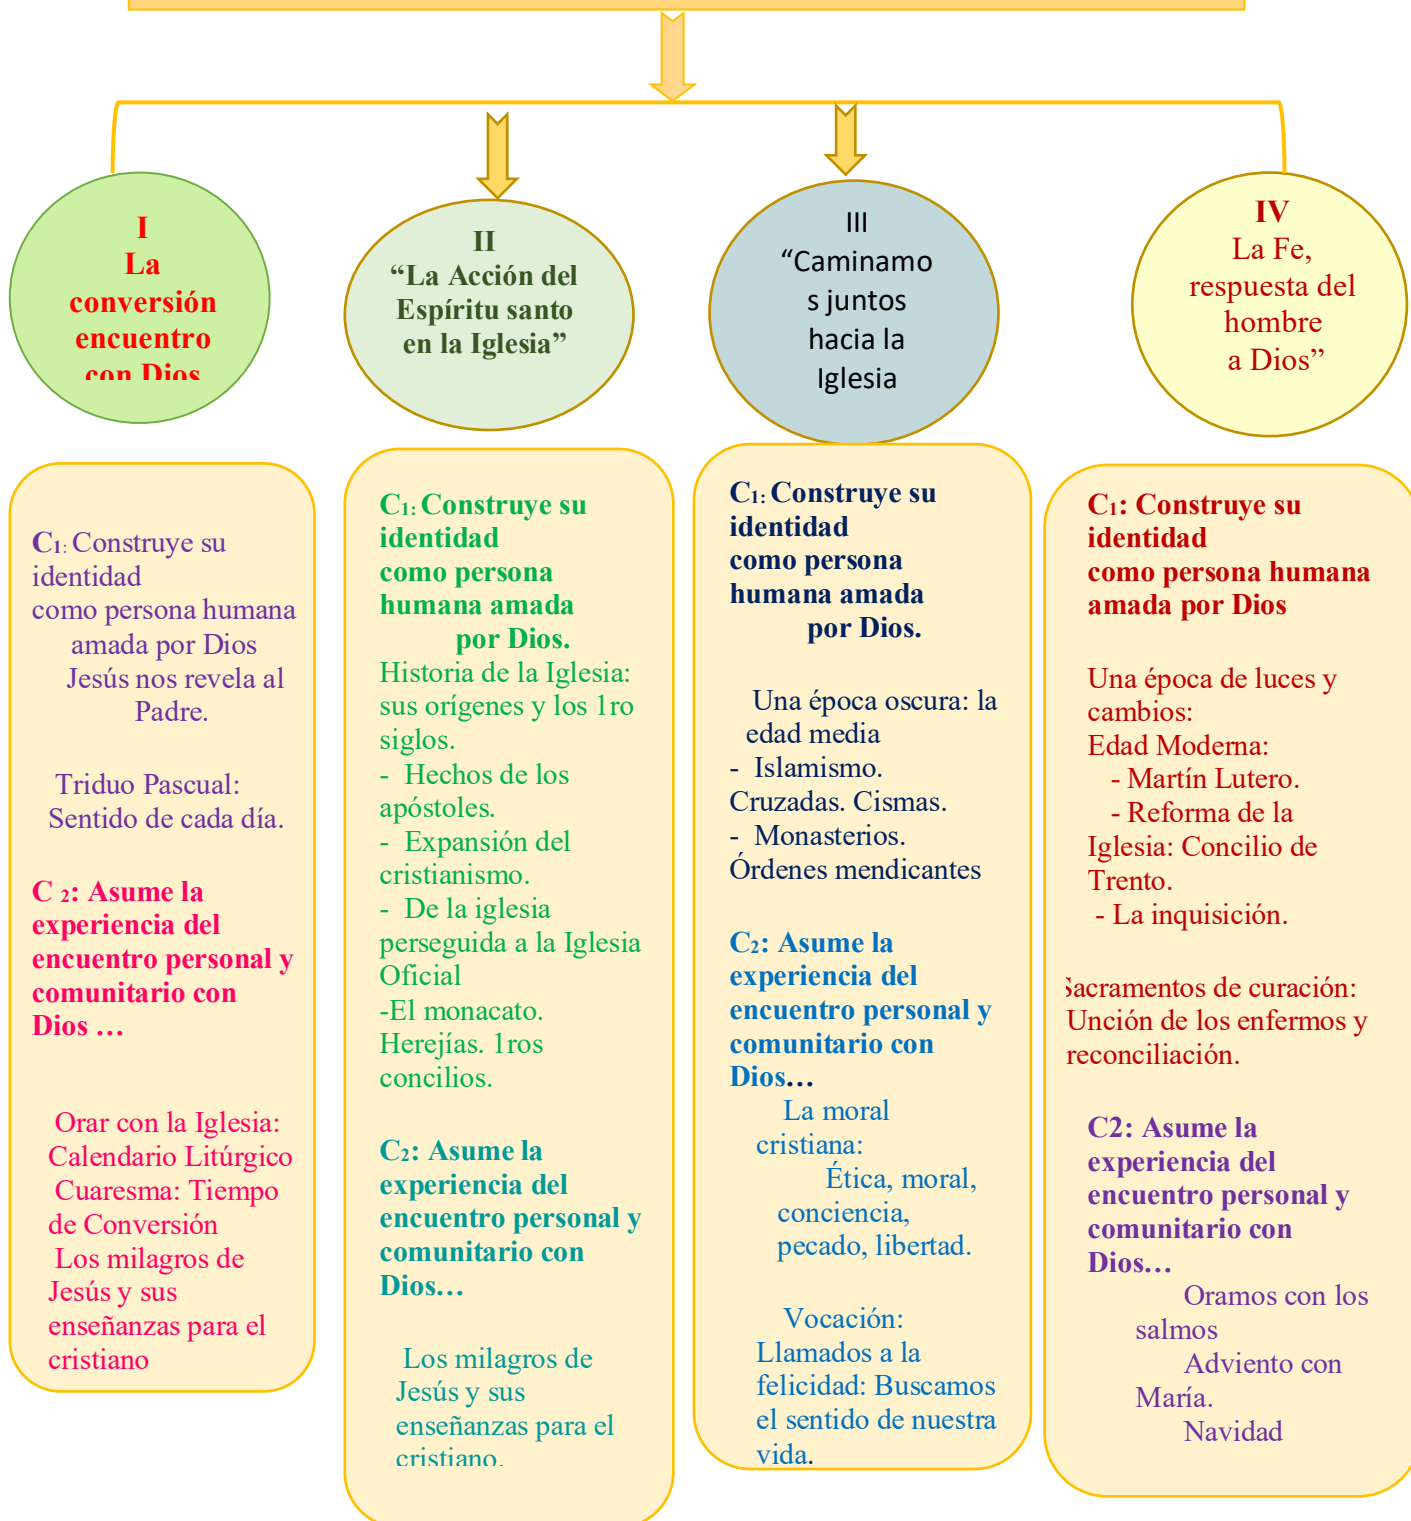 I
La
conversión
encuentro
con Dios
II
“La Acción del
Espíritu santo
en la Iglesia”
III
“Caminamo
s juntos
hacia la
Iglesia
IV
La Fe,
respuesta del
hombre
a Dios”
C1: Construye su
identidad
como persona humana
amada por Dios
Jesús nos revela al
Padre.
Triduo Pascual:
Sentido de cada día.
C 2: Asume la
experiencia del
encuentro personal y
comunitario con
Dios …
Orar con la Iglesia:
Calendario Litúrgico
Cuaresma: Tiempo
de Conversión
Los milagros de
Jesús y sus
enseñanzas para el
cristiano
C1: Construye su
identidad
como persona
humana amada
por Dios.
Historia de la Iglesia:
sus orígenes y los 1ro
siglos.
- Hechos de los
apóstoles.
- Expansión del
cristianismo.
- De la iglesia
perseguida a la Iglesia
Oficial
-El monacato.
Herejías. 1ros
concilios.
C2: Asume la
experiencia del
encuentro personal y
comunitario con
Dios…
Los milagros de
Jesús y sus
enseñanzas para el
cristiano.
C1: Construye su
identidad
como persona
humana amada
por Dios.
Una época oscura: la
edad media
- Islamismo.
Cruzadas. Cismas.
- Monasterios.
Órdenes mendicantes
C2: Asume la
experiencia del
encuentro personal y
comunitario con
Dios…
La moral
cristiana:
Ética, moral,
conciencia,
pecado, libertad.
Vocación:
Llamados a la
felicidad: Buscamos
el sentido de nuestra
vida.
C1: Construye su
identidad
como persona humana
amada por Dios
Una época de luces y
cambios:
Edad Moderna:
- Martín Lutero.
- Reforma de la
Iglesia: Concilio de
Trento.
- La inquisición.
Sacramentos de curación:
Unción de los enfermos y
reconciliación.
C2: Asume la
experiencia del
encuentro personal y
comunitario con
Dios…
Oramos con los
salmos
Adviento con
María.
Navidad